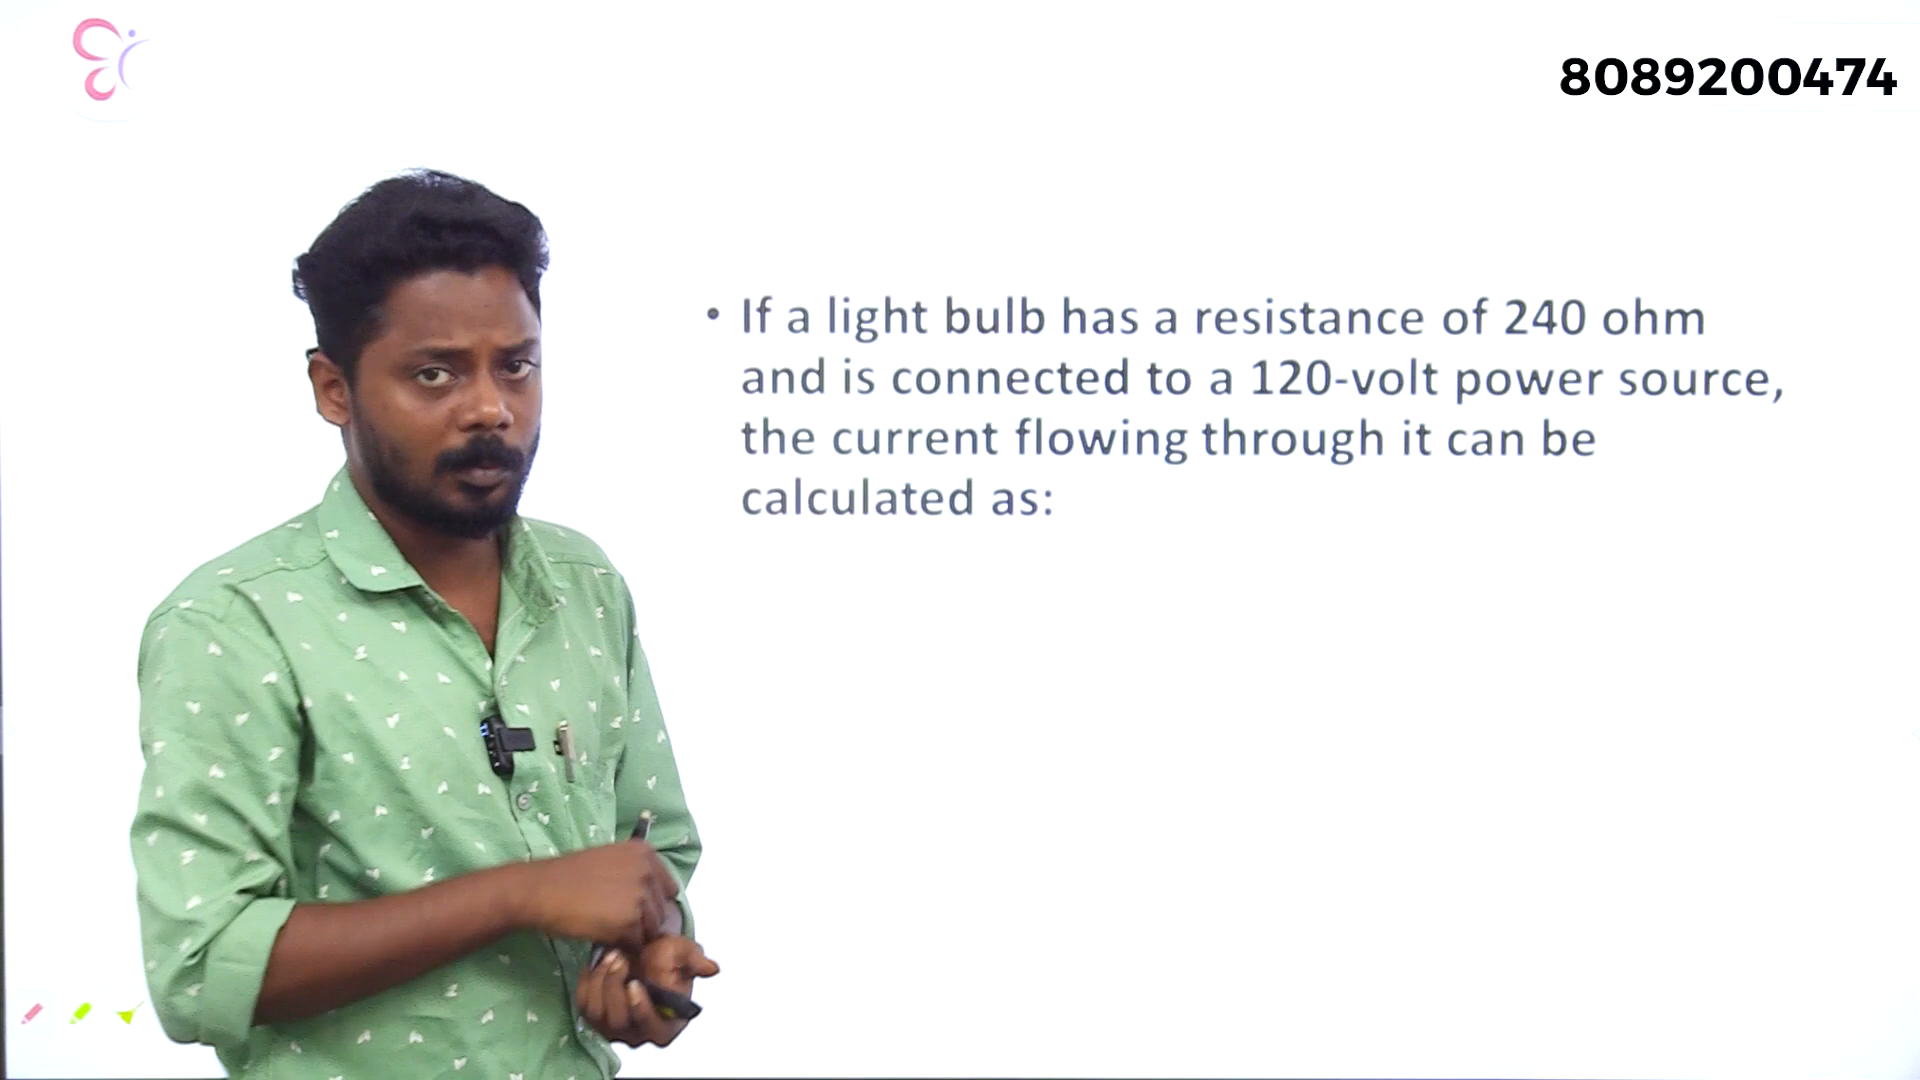 8089200474
• If a light bulb has a resistance of 240 ohm
and is connected to a 120-volt power source,
the current flowing through it can be
calculated as: